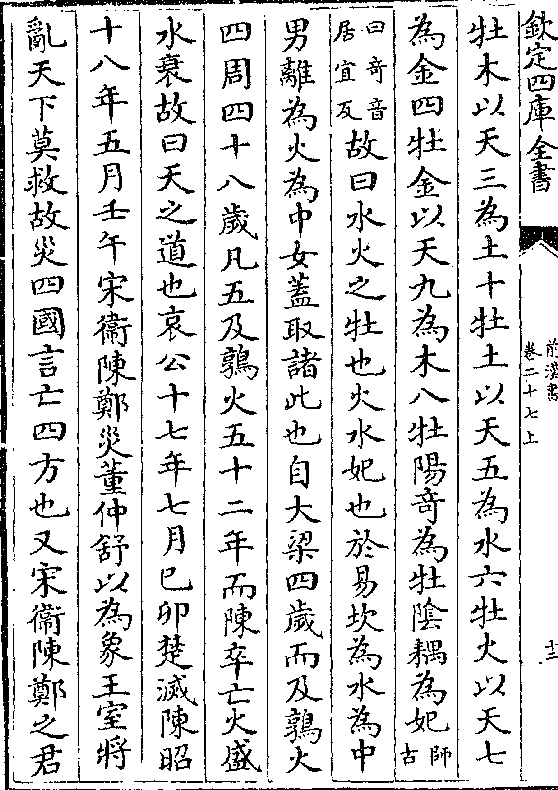 欽定四庫全書
前漢書
卷二十七上
十三
牡木以天三為土十牡土以天五為水六牡火以天七
為金四牡金以天九為木八牡陽竒為牡隂耦為妃師古
曰竒音居宜反故曰水火之牡也火水妃也於易坎為水為中
男離為火為中女葢取諸此也自大梁四歲而及鶉火
四周四十八歲凡五及鶉火五十二年而陳卒亡火盛
水衰故曰天之道也哀公十七年七月巳卯楚滅陳昭
十八年五月壬午宋衞陳鄭災董仲舒以為象王室將
亂天下莫救故災四國言亡四方也又宋衞陳鄭之君